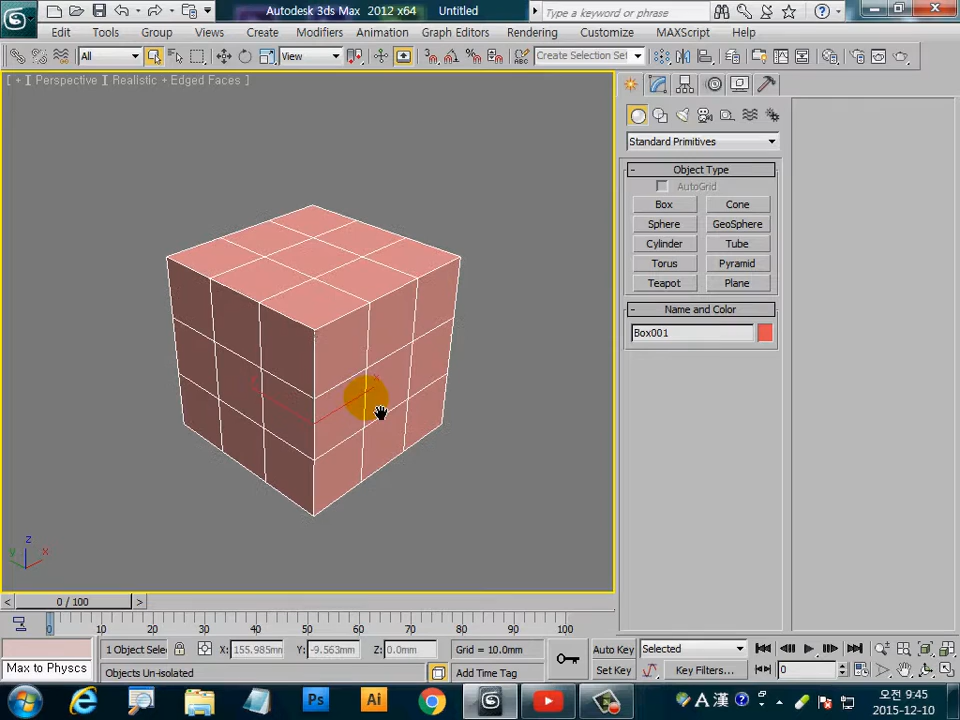 Autodesk 3ds Max 2012 x64 Untitled
Type a keyword or phrase
Edit Tools Group Views Create Modifiers Animation Graph Editors Rendering Customize MAXScript Help
All View Create Selection Set
[ + ] Perspective ] Realistic + Edged Faces ]
Standard Primitives
- Object Type
AutoGrid
Box Cone
Sphere GeoSphere
Cylinder Tube
Torus Pyramid
Teapot Plane
- Name and Color
Box001
z
y x
< 0 / 100 >
0 10 20 30 40 50 60 70 80 90 100
1 Object Selec X: 155.985mm Y: -9.563mm Z: 0.0mm Grid = 10.0mm Auto Key Selected
Max to Physcs Objects Un-isolated Add Time Tag Set Key Key Filters... 0
Ps Ai A 漢
오전 9:45
2015-12-10